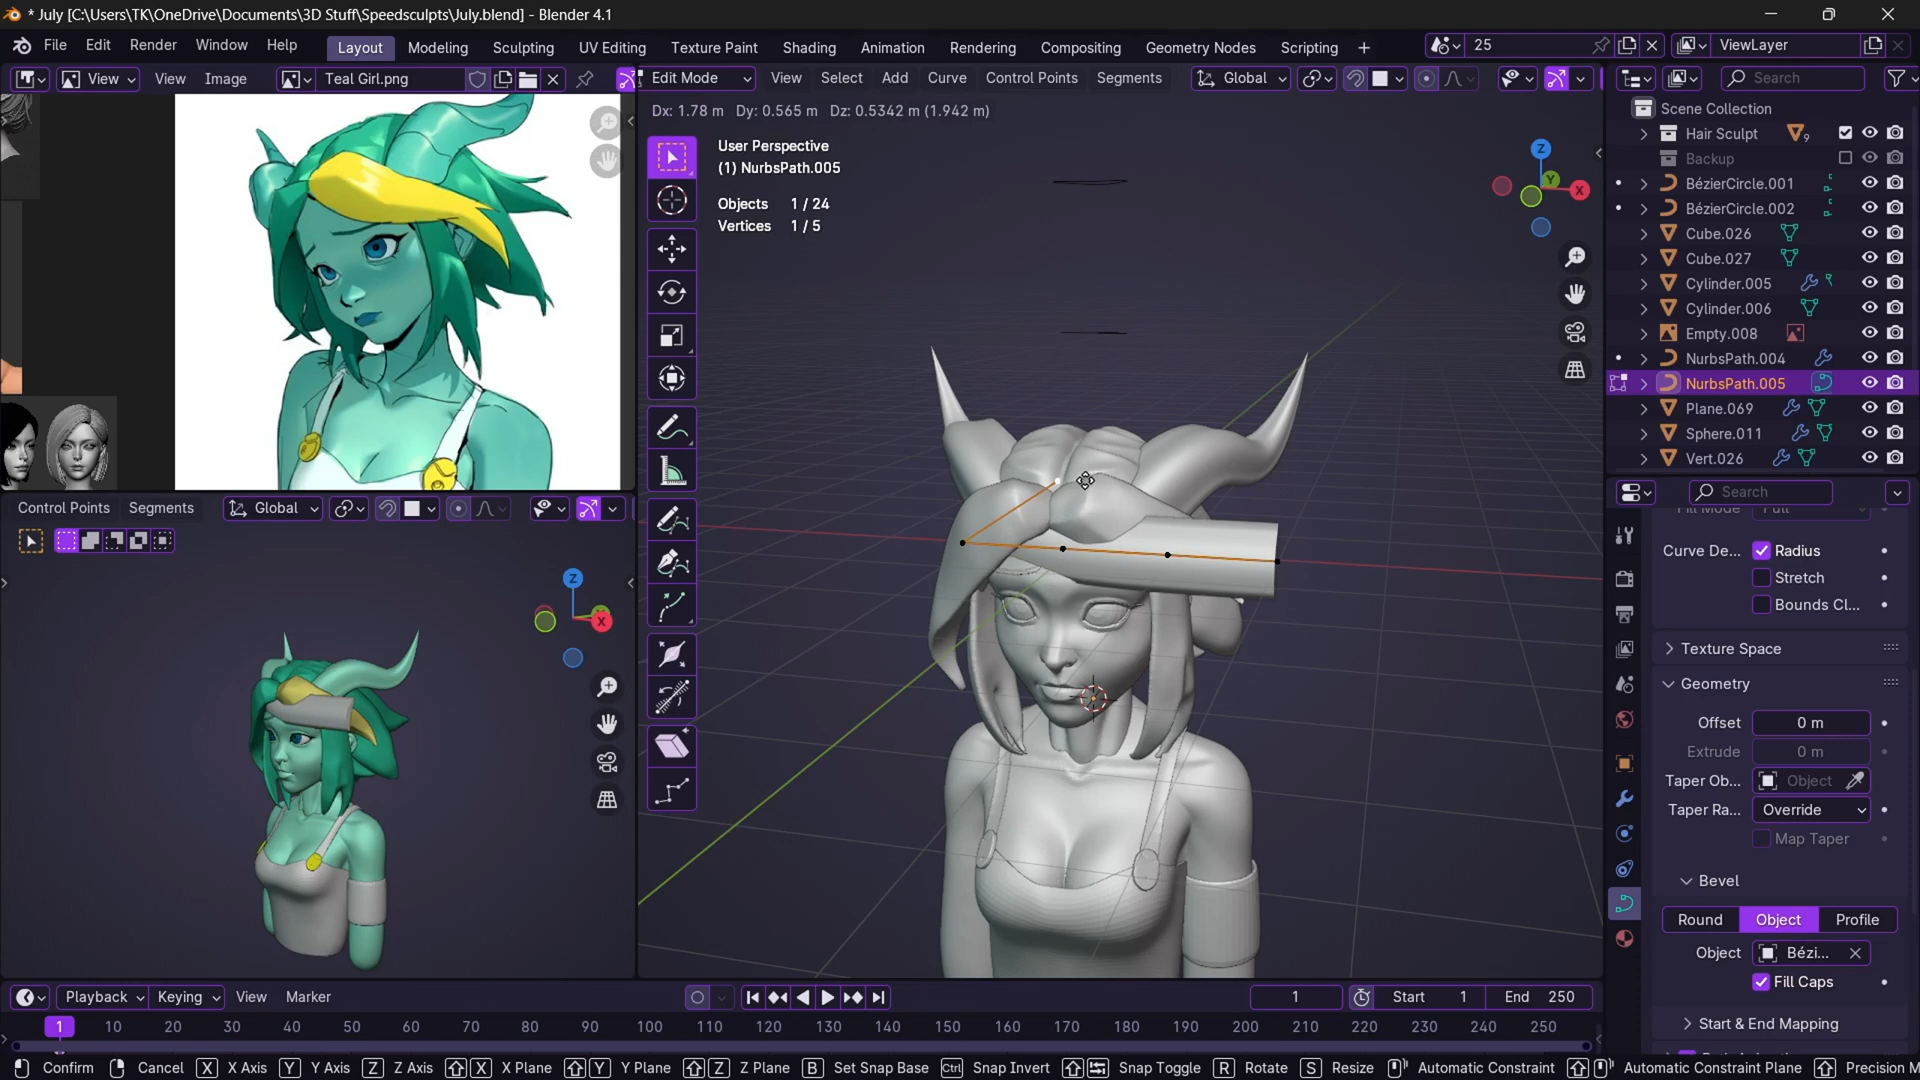 * July [C:\Users\TK\OneDrive\Documents\3D Stuff\Speedsculpts\July.blend] - Blender 4.1
File Edit Render Window Help Layout Modeling Sculpting UV Editing Texture Paint Shading Animation Rendering Compositing Geometry Nodes Scripting + 25 ViewLayer
View View Image Teal Girl.png Edit Mode View Select Add Curve Control Points Segments Global Search
Dx: 1.78 m Dy: 0.565 m Dz: 0.5342 m (1.942 m)
User Perspective
(1) NurbsPath.005
Objects 1 / 24
Vertices 1 / 5
Z
Y
X
Scene Collection
Hair Sculpt 9
Backup
BézierCircle.001
BézierCircle.002
Cube.026
Cube.027
Cylinder.005
Cylinder.006
Empty.008
NurbsPath.004
NurbsPath.005
Plane.069
Sphere.011
Vert.026
Control Points Segments Global
Z
X
Search
Curve De... Radius
Stretch
Bounds Cl...
Texture Space
Geometry
Offset 0 m
Extrude 0 m
Taper Ob... Object
Taper Ra... Override
Map Taper
Bevel
Round Object Profile
Object Bézi...
Fill Caps
Start & End Mapping
Playback Keying View Marker 1 Start 1 End 250
1 10 20 30 40 50 60 70 80 90 100 110 120 130 140 150 160 170 180 190 200 210 220 230 240 250
Confirm Cancel X X Axis Y Y Axis Z Z Axis X X Plane Y Y Plane Z Z Plane B Set Snap Base Ctrl Snap Invert Snap Toggle R Rotate S Resize Automatic Constraint Automatic Constraint Plane Precision M